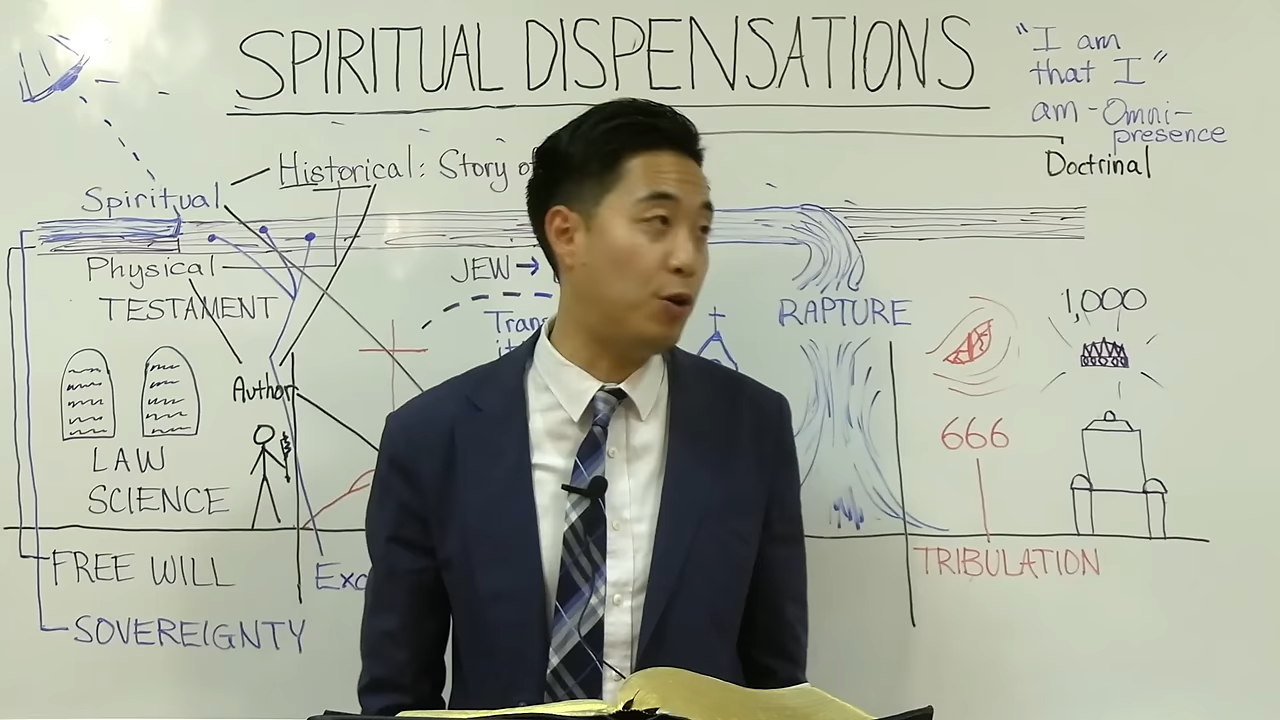 SPIRITUAL DISPENSATIONS
"I am
that I"
am - Omni-
presence
Doctrinal
Historical: Story of
Spiritual
Physical
TESTAMENT
JEW →
RAPTURE
1,000
Author
LAW
SCIENCE
666
FREE WILL
TRIBULATION
SOVEREIGNTY